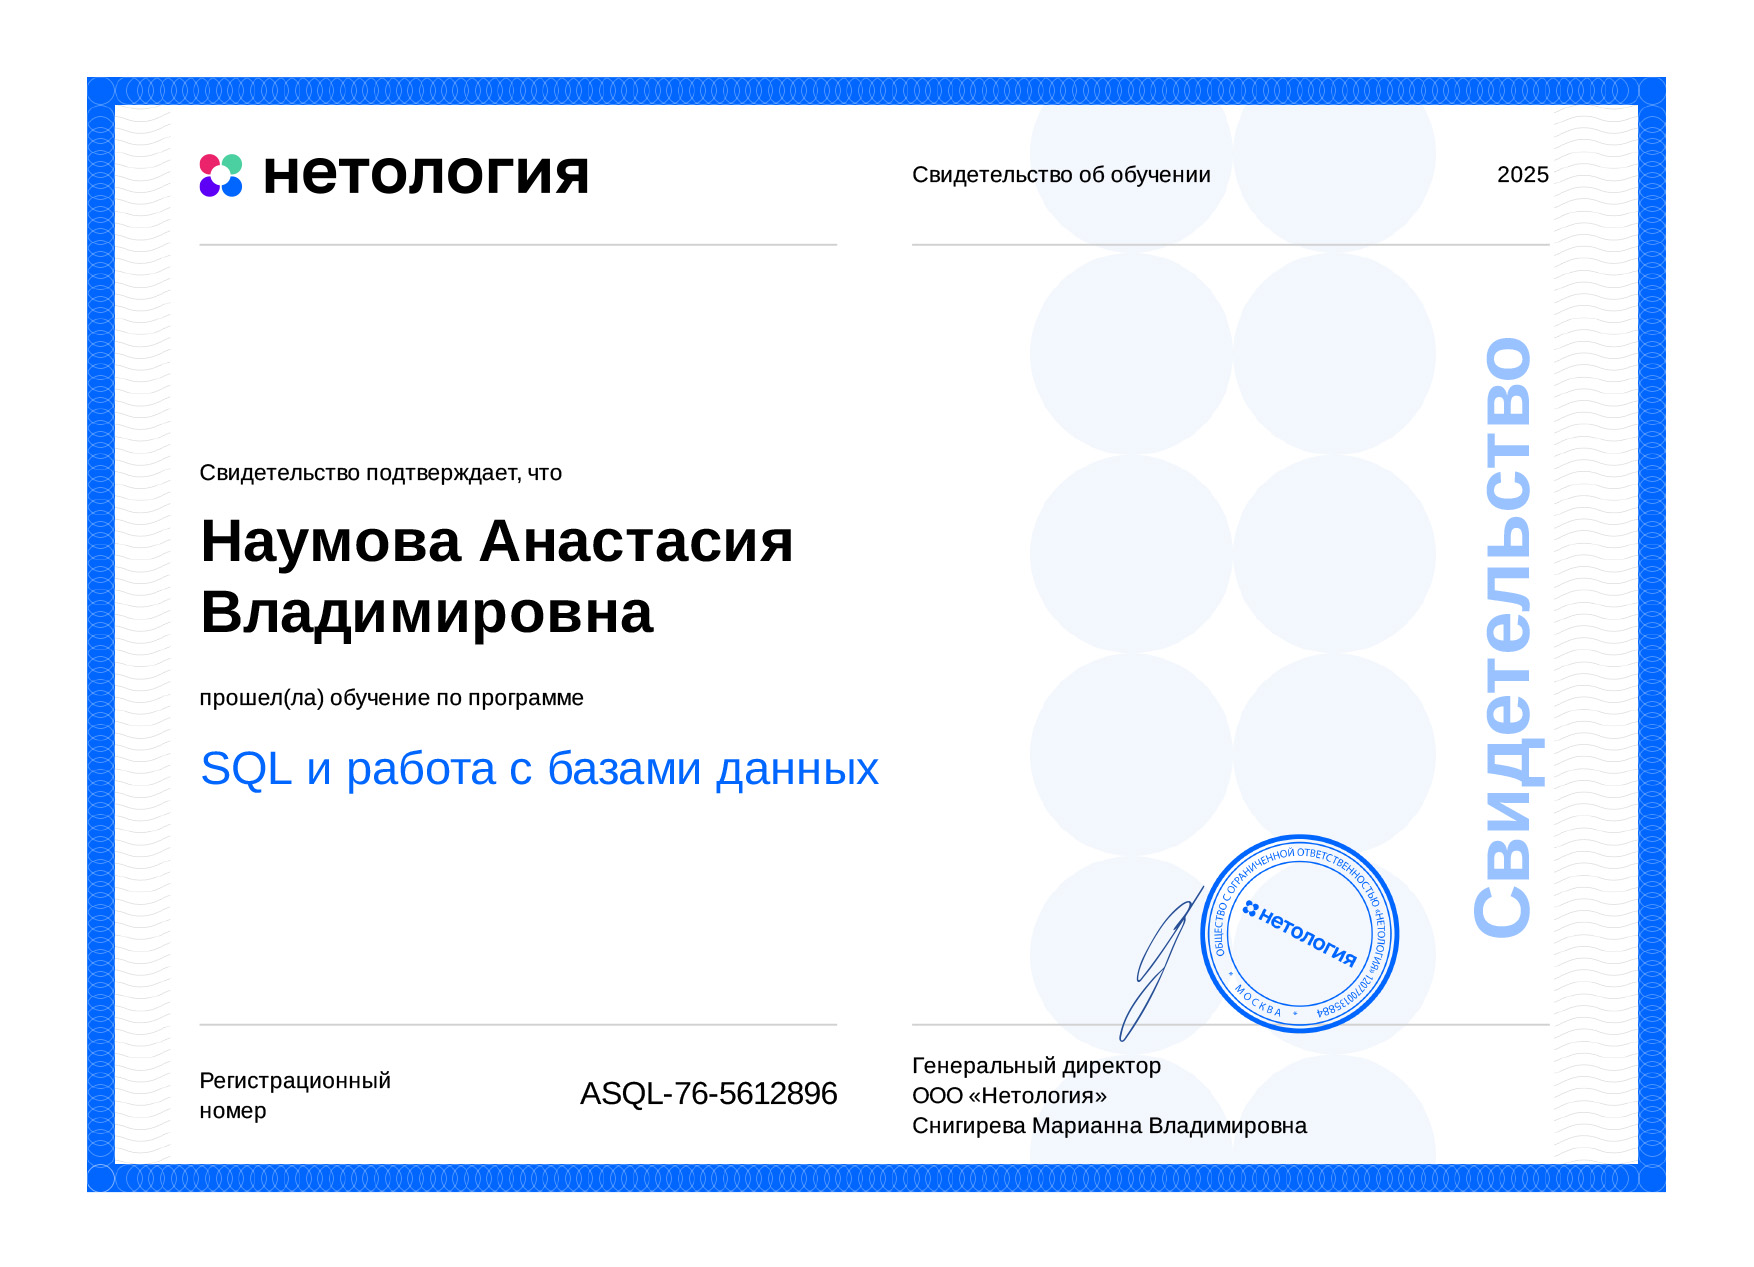 нетология
Свидетельство об обучении
2025
Свидетельство подтверждает, что
Наумова Анастасия
Владимировна
прошел(ла) обучение по программе
SQL и работа с базами данных
Свидетельство
ОБЩЕСТВО С ОГРАНИЧЕННОЙ ОТВЕТСТВЕННОСТЬЮ «НЕТОЛОГИЯ» 1207700135884
* МОСКВА *
нетология
Регистрационный
номер
ASQL-76-5612896
Генеральный директор
ООО «Нетология»
Снигирева Марианна Владимировна